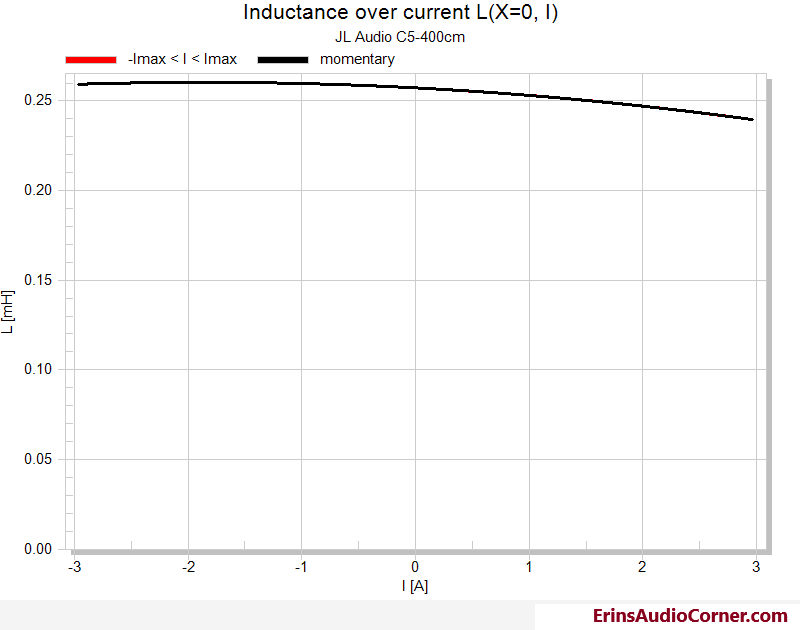 Inductance over current L(X=0, I)
JL Audio C5-400cm
-Imax < I < Imax momentary
0.25
0.20
0.15
0.10
0.05
0.00
L [mH]
-3 -2 -1 0 1 2 3
I [A]
ErinsAudioCorner.com